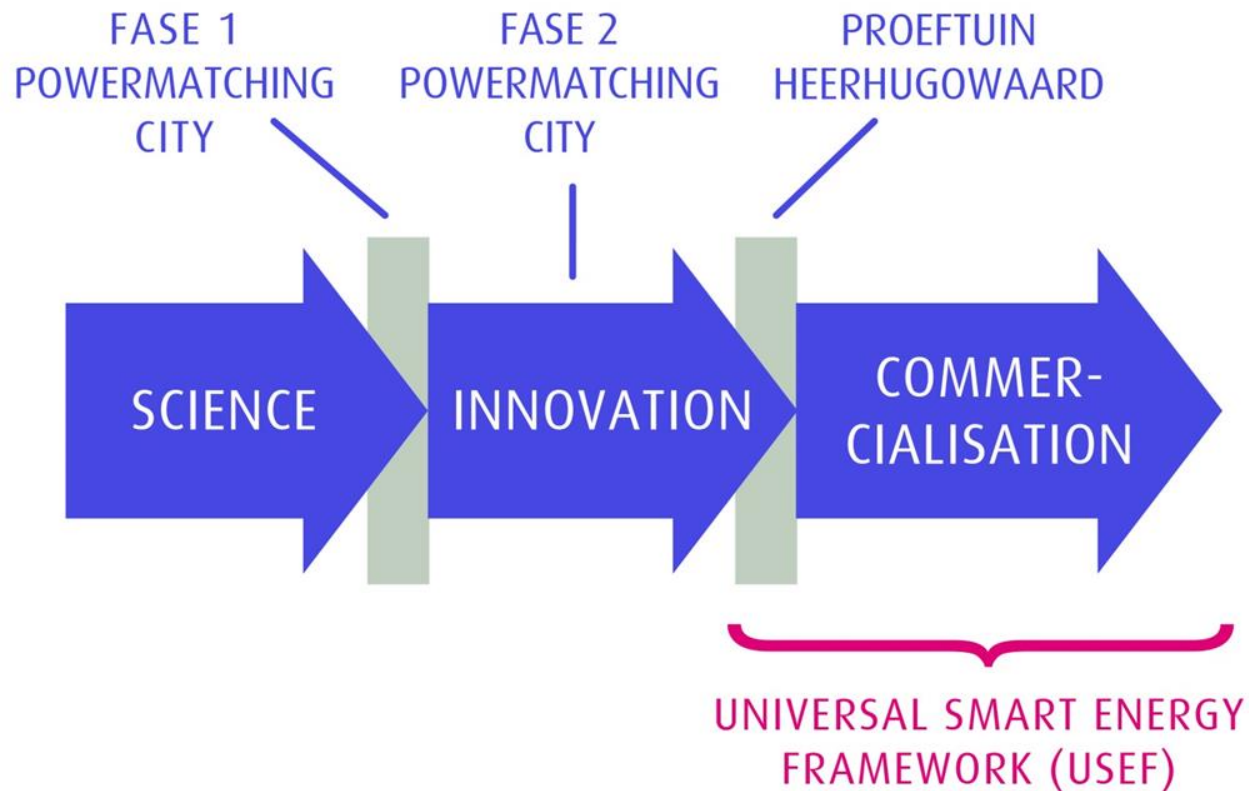 FASE 1
POWERMATCHING
CITY
FASE 2
POWERMATCHING
CITY
PROEFTUIN
HEERHUGOWAARD
SCIENCE
INNOVATION
COMMER-
CIALISATION
UNIVERSAL SMART ENERGY
FRAMEWORK (USEF)